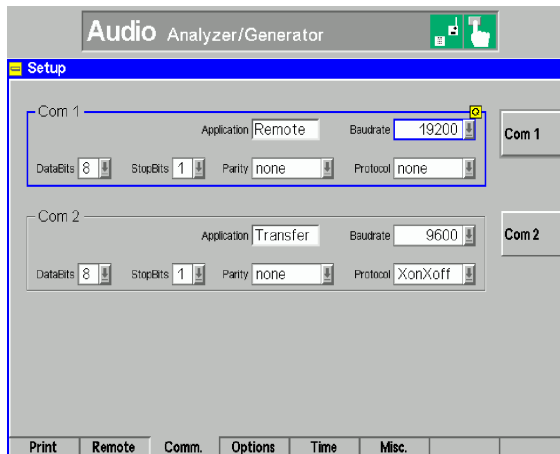 Audio Analyzer/Generator
Setup
Com 1
Application Remote Baudrate 19200
Com 1
DataBits 8 StopBits 1 Parity none Protocol none
Com 2
Application Transfer Baudrate 9600
Com 2
DataBits 8 StopBits 1 Parity none Protocol XonXoff
Print Remote Comm. Options Time Misc.